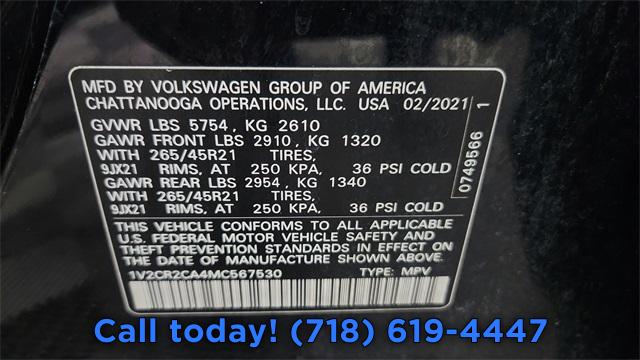 MFD BY VOLKSWAGEN GROUP OF AMERICA
CHATTANOOGA OPERATIONS, LLC. USA 02/2021
GVWR LBS 5754, KG 2610
GAWR FRONT LBS 2910, KG 1320
WITH 265/45R21 TIRES,
9JX21 RIMS, AT 250 KPA, 36 PSI COLD
GAWR REAR LBS 2954, KG 1340
WITH 265/45R21 TIRES,
9JX21 RIMS, AT 250 KPA, 36 PSI COLD
THIS VEHICLE CONFORMS TO ALL APPLICABLE
U.S. FEDERAL MOTOR VEHICLE SAFETY AND
THEFT PREVENTION STANDARDS IN EFFECT ON
THE DATE OF MANUFACTURE SHOWN ABOVE.
1V2CR2CA4MC567530 TYPE: MPV
0749566 1
Call today! (718) 619-4447